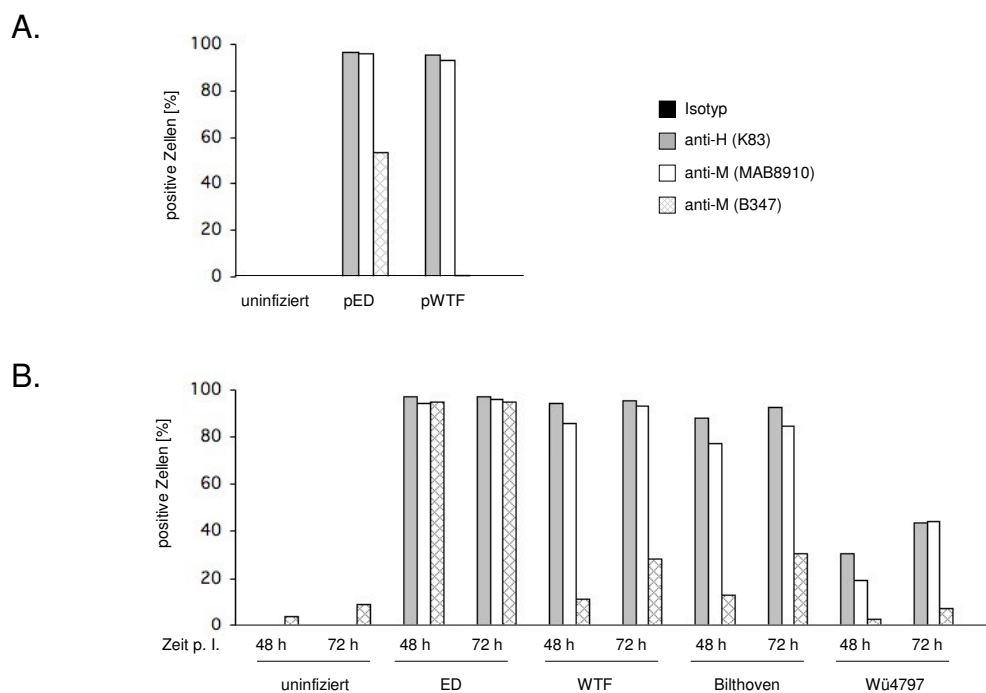 A.
positive Zellen [%]
100
80
60
40
20
0
uninfiziert pED pWTF
Isotyp
anti-H (K83)
anti-M (MAB8910)
anti-M (B347)
B.
positive Zellen [%]
100
80
60
40
20
0
Zeit p. I. 48 h 72 h 48 h 72 h 48 h 72 h 48 h 72 h 48 h 72 h
uninfiziert ED WTF Bilthoven Wü4797